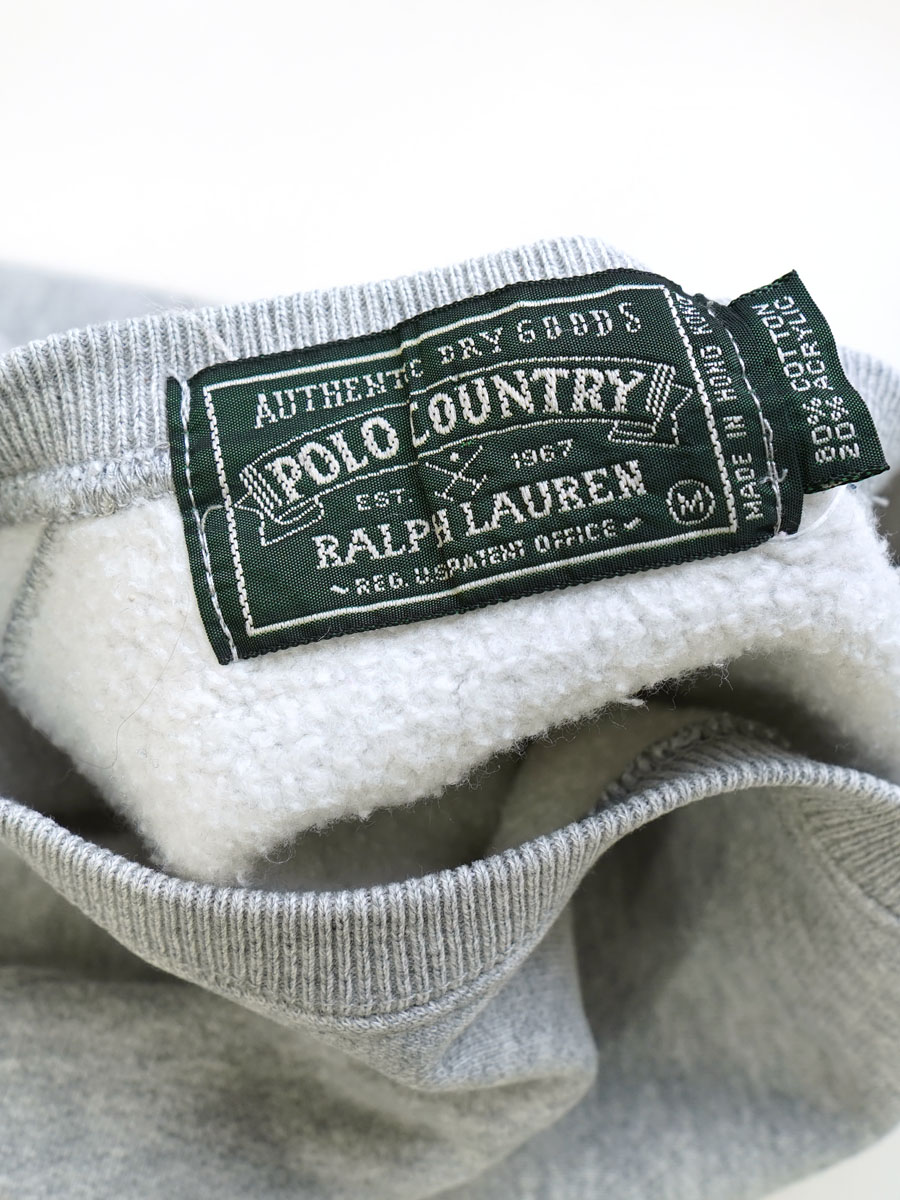 AUTHENTIC DRY GOODS
POLO COUNTRY
EST. 1967
RALPH LAUREN
REG. U.S PATENT OFFICE
M
MADE IN HONG KONG
80% COTTON
20% ACRYLIC